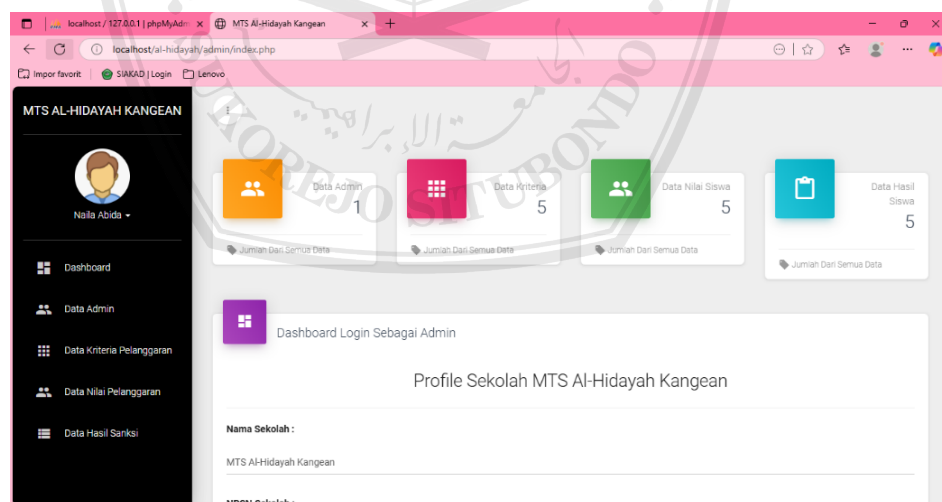 localhost / 127.0.0.1 | phpMyAdm
MTS Al-Hidayah Kangean
localhost/al-hidayah/admin/index.php
Impor favorit
SIAKAD | Login
Lenovo
MTS AL-HIDAYAH KANGEAN
Naila Abida
Dashboard
Data Admin
Data Kriteria Pelanggaran
Data Nilai Pelanggaran
Data Hasil Sanksi
Data Admin
1
Jumlah Dari Semua Data
Data Kriteria
5
Jumlah Dari Semua Data
Data Nilai Siswa
5
Jumlah Dari Semua Data
Data Hasil
Siswa
5
Jumlah Dari Semua Data
Dashboard Login Sebagai Admin
Profile Sekolah MTS Al-Hidayah Kangean
Nama Sekolah :
MTS Al-Hidayah Kangean
NPSN Sekolah :
SUKOREJO SITUBONDO